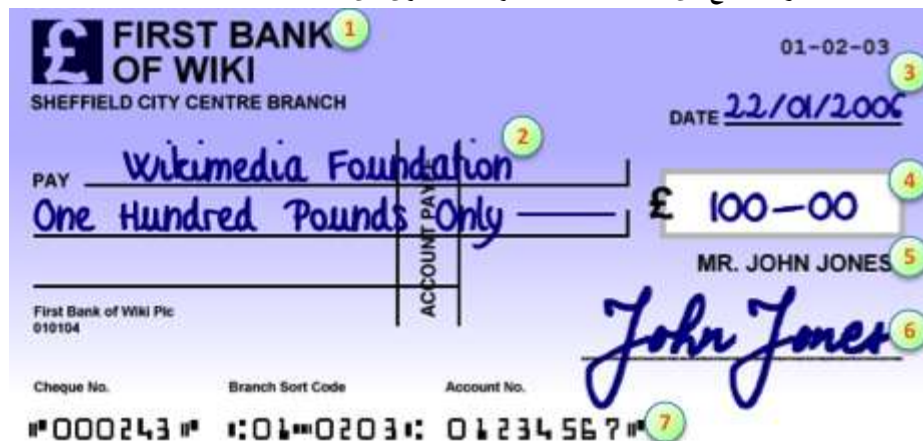 FIRST BANK 1
OF WIKI
SHEFFIELD CITY CENTRE BRANCH
01-02-03
3
DATE 22/01/2006
2
PAY Wikimedia Foundation
4
One Hundred Pounds Only
£ 100-00
ACCOUNT PAYEE
MR. JOHN JONES 5
First Bank of Wiki Plc
010104
John Jones 6
Cheque No. Branch Sort Code Account No.
⑈000243⑈ ⑆01⑉0203⑆ 01234567⑈ 7